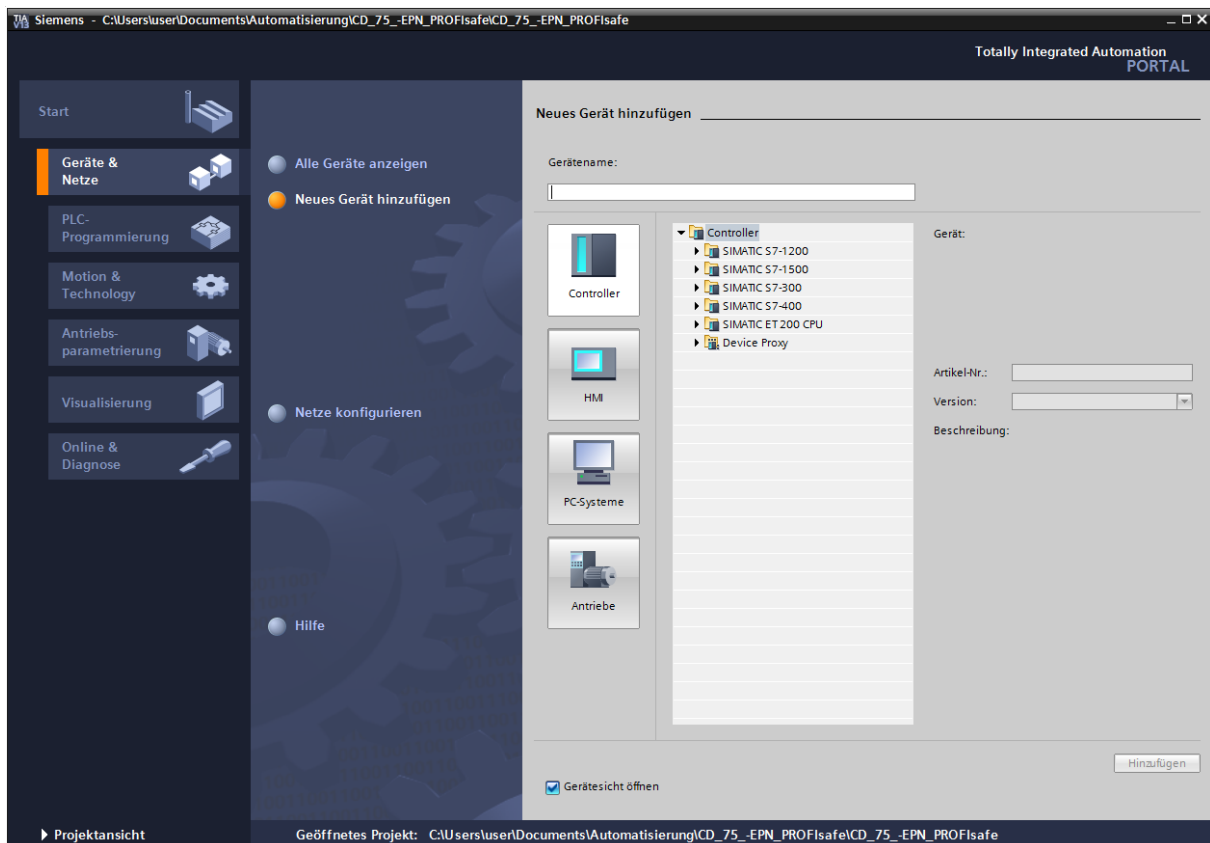 Siemens - C:\Users\user\Documents\Automatisierung\CD_75_-EPN_PROFIsafe\CD_75_-EPN_PROFIsafe
Totally Integrated Automation
PORTAL
Start
Geräte &
Netze
PLC-
Programmierung
Motion &
Technology
Antriebs-
parametrierung
Visualisierung
Online &
Diagnose
Alle Geräte anzeigen
Neues Gerät hinzufügen
Netze konfigurieren
Hilfe
Neues Gerät hinzufügen
Gerätename:
Controller
HMI
PC-Systeme
Antriebe
Controller
SIMATIC S7-1200
SIMATIC S7-1500
SIMATIC S7-300
SIMATIC S7-400
SIMATIC ET 200 CPU
Device Proxy
Gerät:
Artikel-Nr.:
Version:
Beschreibung:
Hinzufügen
Gerätesicht öffnen
Projektansicht
Geöffnetes Projekt: C:\Users\user\Documents\Automatisierung\CD_75_-EPN_PROFIsafe\CD_75_-EPN_PROFIsafe